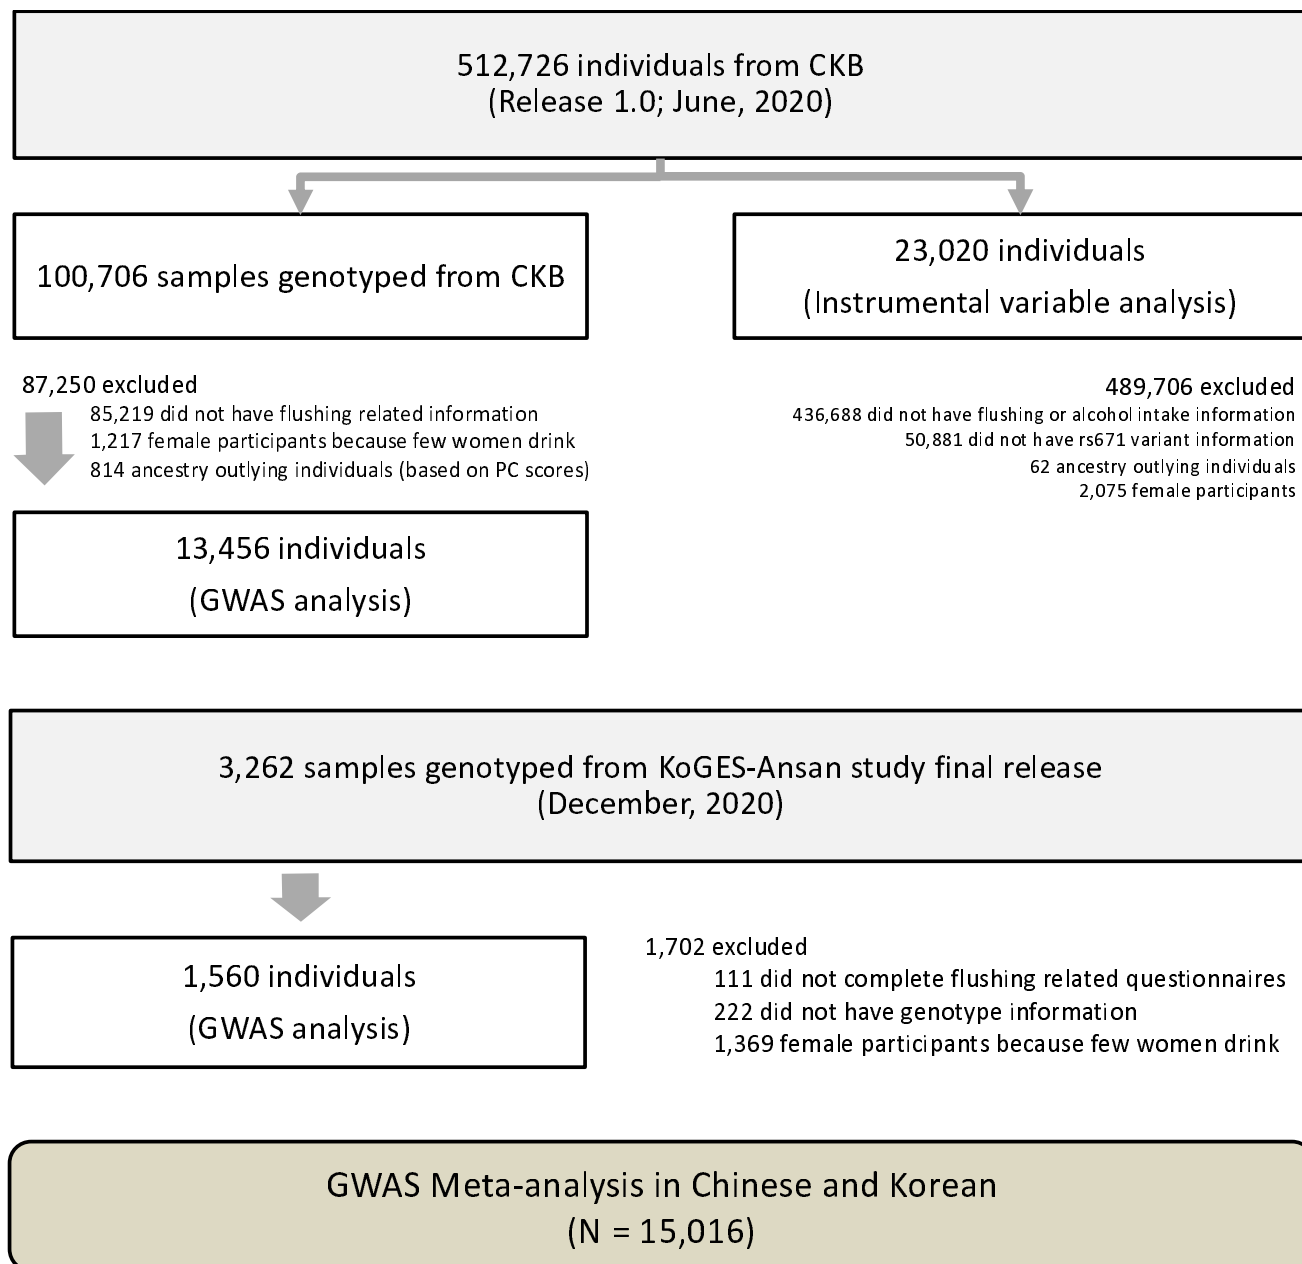 512,726 individuals from CKB
(Release 1.0; June, 2020)
100,706 samples genotyped from CKB
23,020 individuals
(Instrumental variable analysis)
87,250 excluded
85,219 did not have flushing related information
1,217 female participants because few women drink
814 ancestry outlying individuals (based on PC scores)
489,706 excluded
436,688 did not have flushing or alcohol intake information
50,881 did not have rs671 variant information
62 ancestry outlying individuals
2,075 female participants
13,456 individuals
(GWAS analysis)
3,262 samples genotyped from KoGES-Ansan study final release
(December, 2020)
1,560 individuals
(GWAS analysis)
1,702 excluded
111 did not complete flushing related questionnaires
222 did not have genotype information
1,369 female participants because few women drink
GWAS Meta-analysis in Chinese and Korean
(N = 15,016)